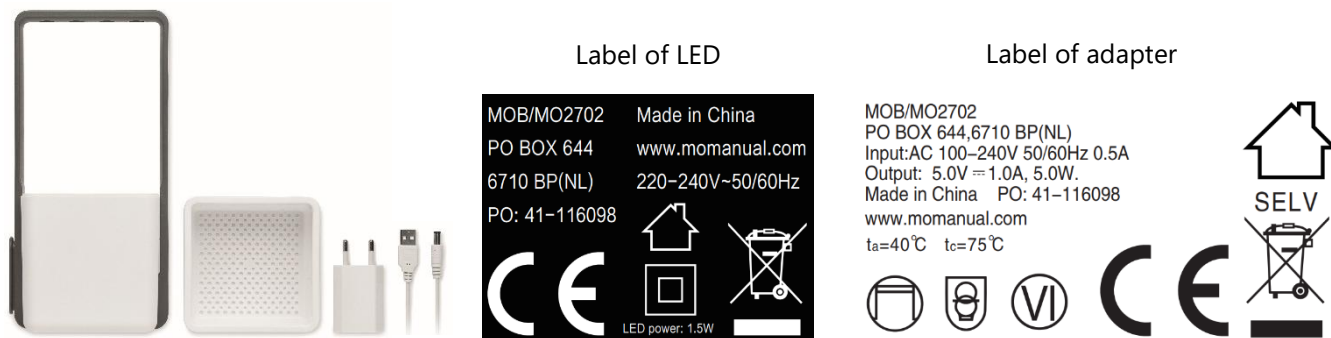 Label of LED
MOB/MO2702 Made in China
PO BOX 644 www.momanual.com
6710 BP(NL) 220-240V~50/60Hz
PO: 41-116098
CE
LED power: 1.5W
Label of adapter
MOB/MO2702
PO BOX 644,6710 BP(NL)
Input:AC 100-240V 50/60Hz 0.5A
Output: 5.0V ⎓ 1.0A, 5.0W.
Made in China PO: 41-116098
www.momanual.com
ta=40℃ tc=75℃
VI
CE
SELV